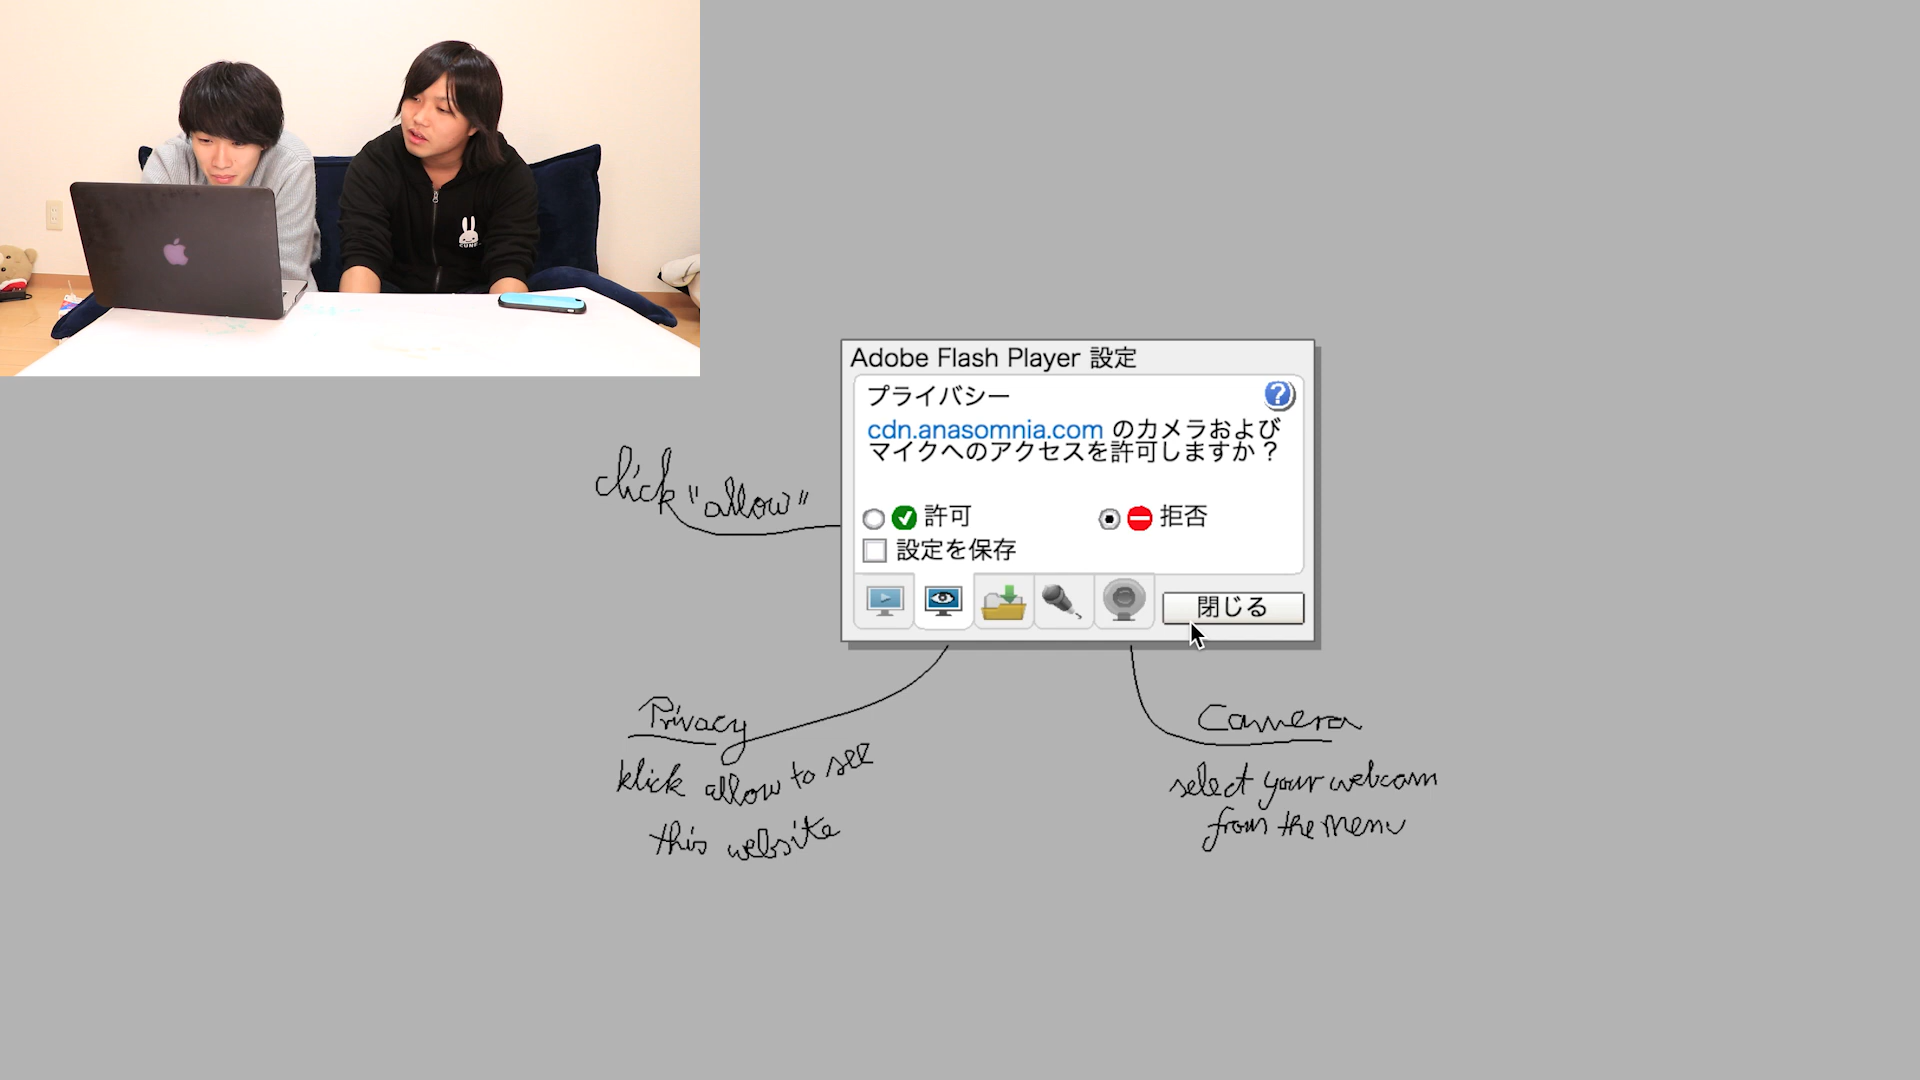 Adobe Flash Player 設定
プライバシー
cdn.anasomnia.com のカメラおよび
マイクへのアクセスを許可しますか ?
許可
拒否
設定を保存
閉じる
click "allow"
Privacy
klick allow to see
this website
Camera
select your webcam
from the menu